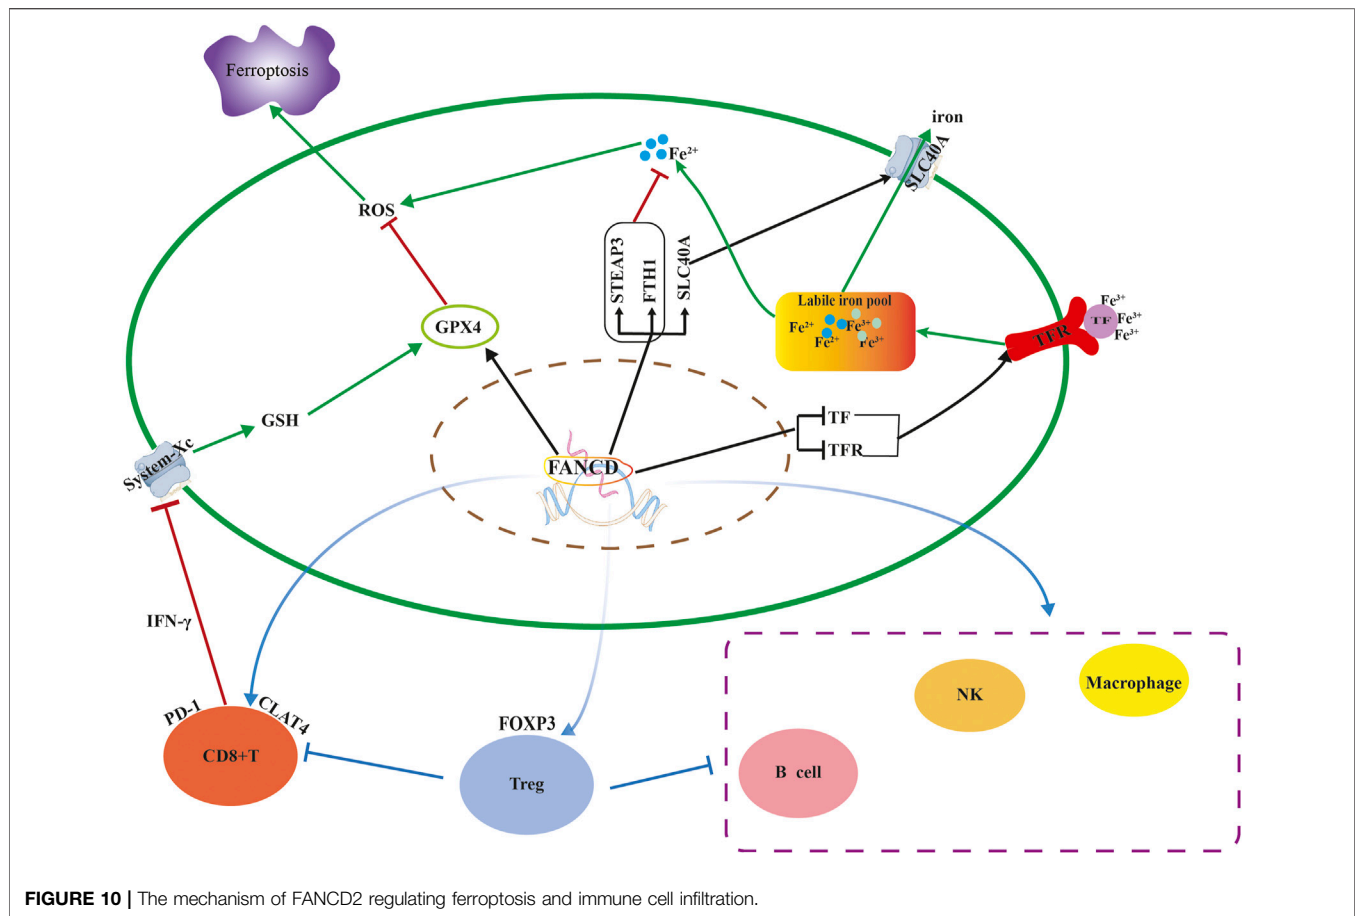 Ferroptosis
iron
SLC40A
Fe²⁺
ROS
STEAP3
FTH1
SLC40A
Labile iron pool
Fe²⁺
Fe³⁺
Fe²⁺
Fe³⁺
TFR
TF
Fe³⁺
Fe³⁺
Fe³⁺
GPX4
GSH
System-Xc
FANCD
TF
TFR
IFN-γ
PD-1
CLAT4
CD8+T
FOXP3
Treg
B cell
NK
Macrophage
FIGURE 10 | The mechanism of FANCD2 regulating ferroptosis and immune cell infiltration.